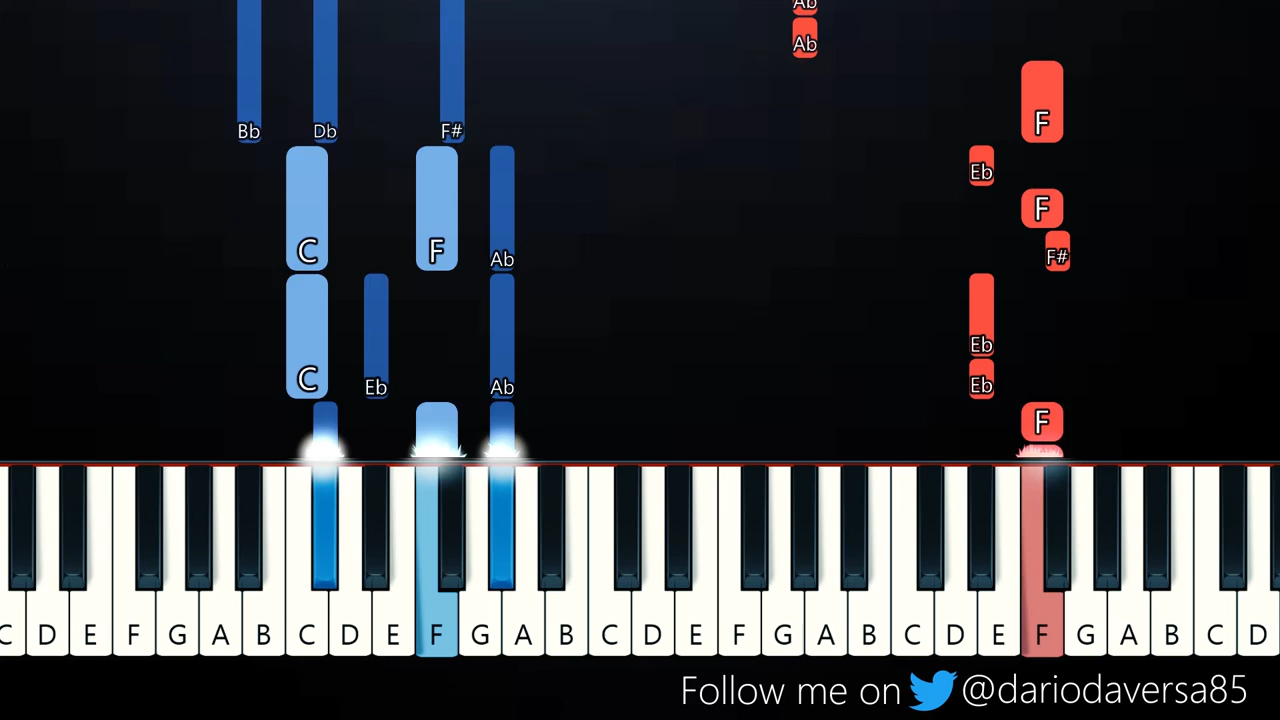 Ab
Ab
Bb Db F# F
Eb
C F Ab F
F#
Eb
C Eb Ab Eb
F
C D E F G A B C D E F G A B C D E F G A B C D E F G A B C D
Follow me on @dariodaversa85